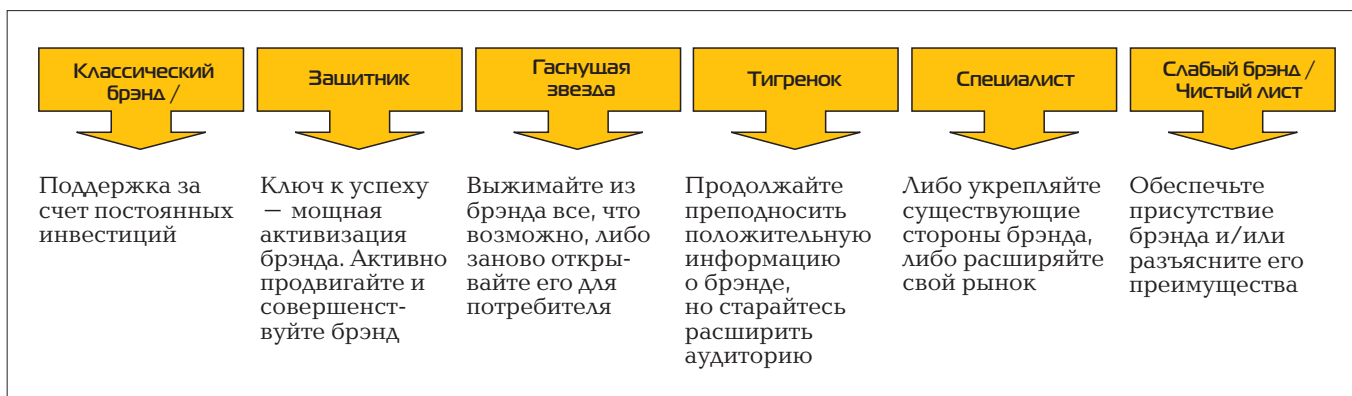 Классический
брэнд /
Защитник
Гаснущая
звезда
Тигренок
Специалист
Слабый брэнд /
Чистый лист
Поддержка за
счет постоянных
инвестиций
Ключ к успеху
— мощная
активизация
брэнда. Активно
продвигайте и
совершенст-
вуйте брэнд
Выжимайте из
брэнда все, что
возможно, либо
заново откры-
вайте его для
потребителя
Продолжайте
преподносить
положительную
информацию
о брэнде,
но старайтесь
расширить
аудиторию
Либо укрепляйте
существующие
стороны брэнда,
либо расширяйте
свой рынок
Обеспечьте
присутствие
брэнда и/или
разъясните его
преимущества